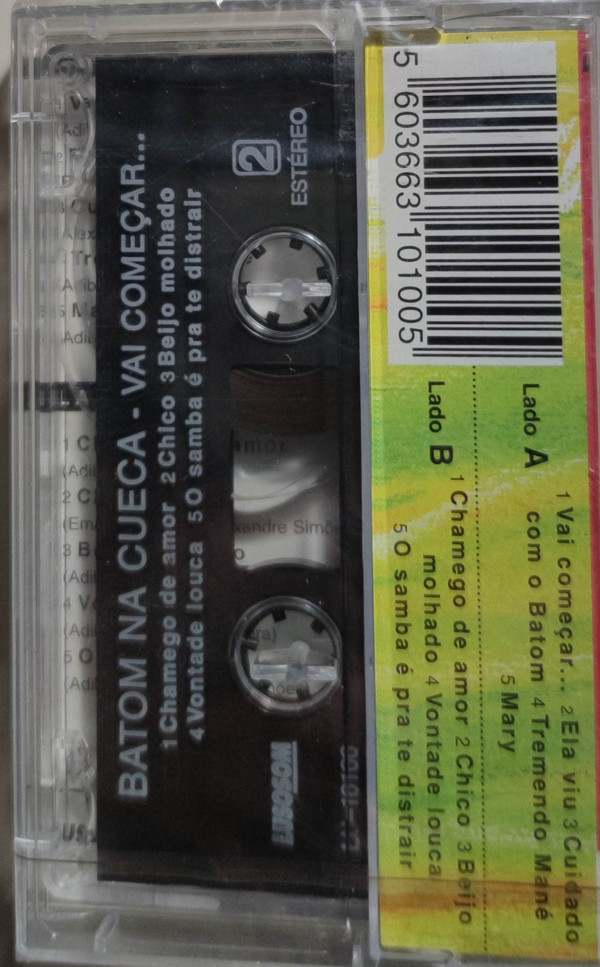 BATOM NA CUECA - VAI COMEÇAR...
1 Chamego de amor 2 Chico 3 Beijo molhado
4 Vontade louca 5 O samba é pra te distrair
2
ESTÉREO
LUSOSOM
5 603663 101005
Lado A
1 Vai começar... 2 Ela viu 3 Cuidado
com o Batom 4 Tremendo Mané
5 Mary
Lado B
1 Chamego de amor 2 Chico 3 Beijo
molhado 4 Vontade louca
5 O samba é pra te distrair